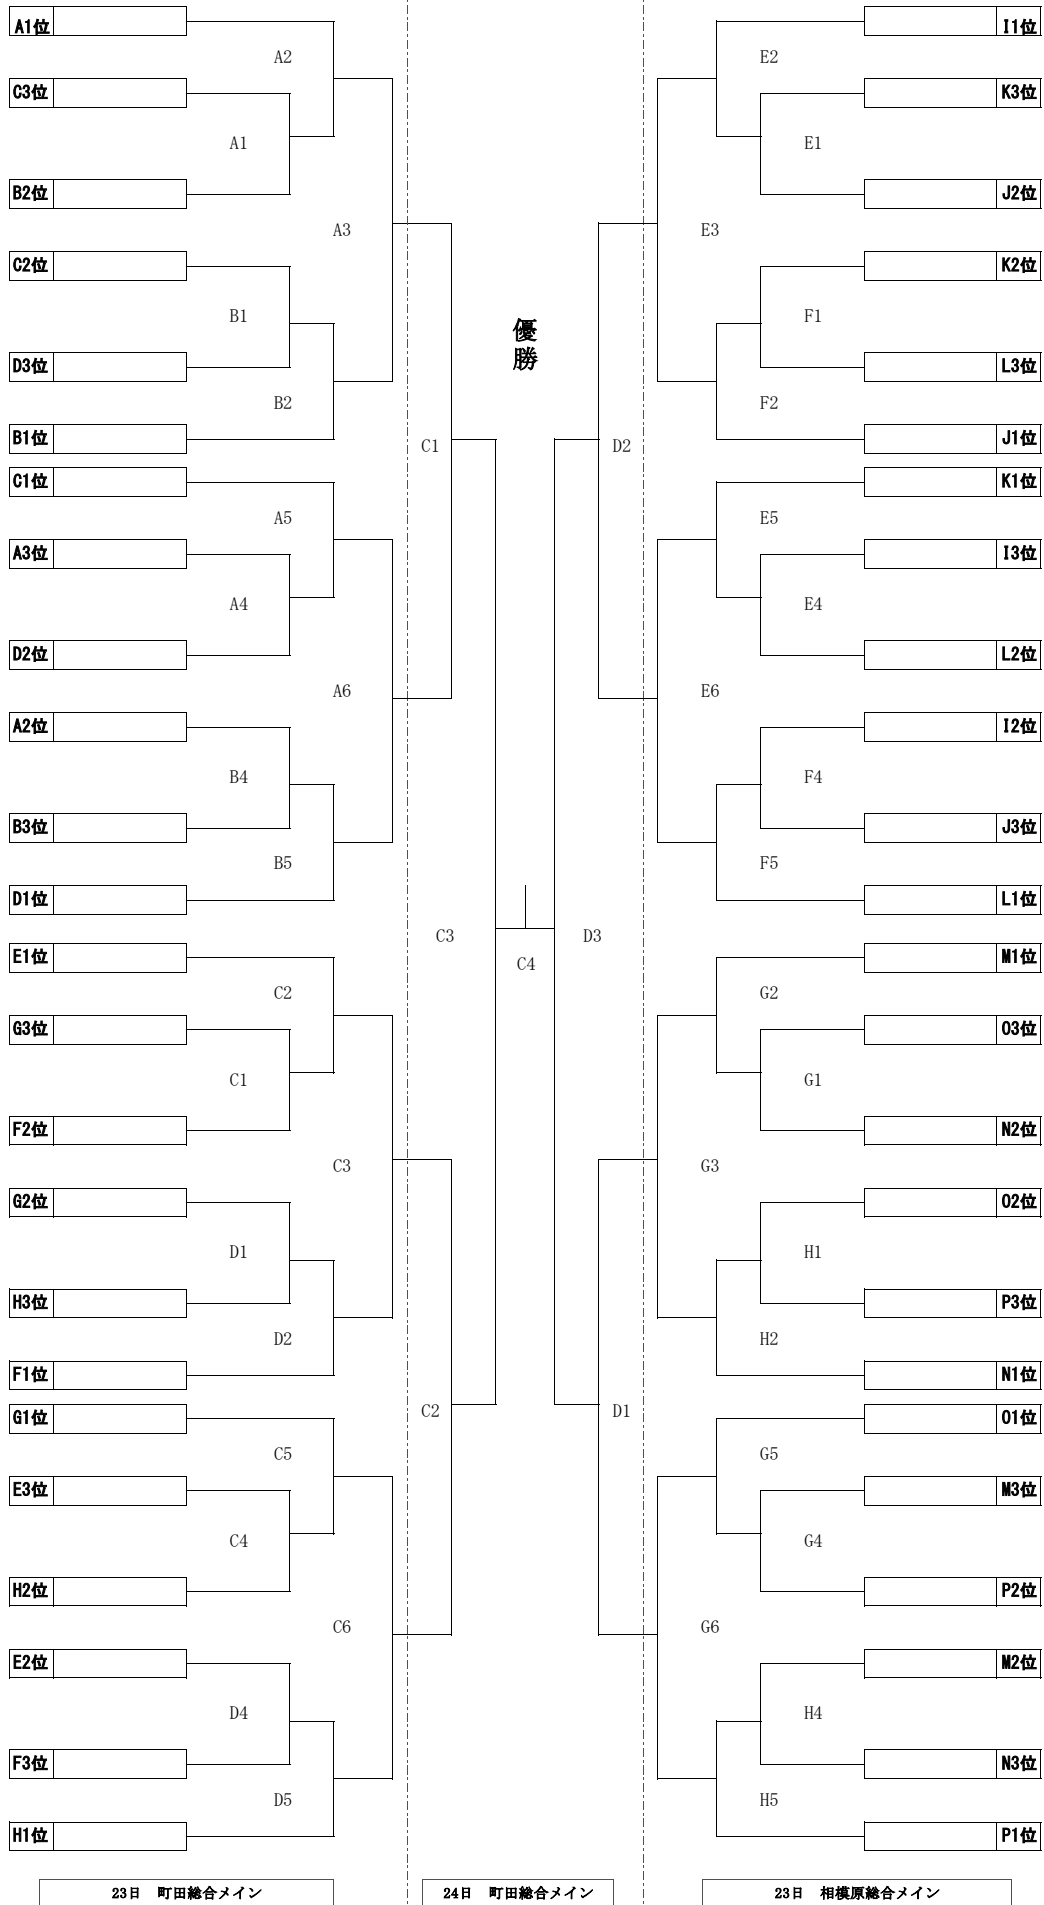 A1位 I1位
A2 E2
C3位 K3位
A1 E1
B2位 J2位
A3 E3
C2位 K2位
B1 F1
優
勝
D3位 L3位
B2 F2
B1位 J1位
C1 D2
C1位 K1位
A5 E5
A3位 I3位
A4 E4
D2位 L2位
A6 E6
A2位 I2位
B4 F4
B3位 J3位
B5 F5
D1位 L1位
C3 D3
E1位 M1位
C4
C2 G2
G3位 O3位
C1 G1
F2位 N2位
C3 G3
G2位 O2位
D1 H1
H3位 P3位
D2 H2
F1位 N1位
C2 D1
G1位 O1位
C5 G5
E3位 M3位
C4 G4
H2位 P2位
C6 G6
E2位 M2位
D4 H4
F3位 N3位
D5 H5
H1位 P1位
23日　町田総合メイン 24日　町田総合メイン 23日　相模原総合メイン